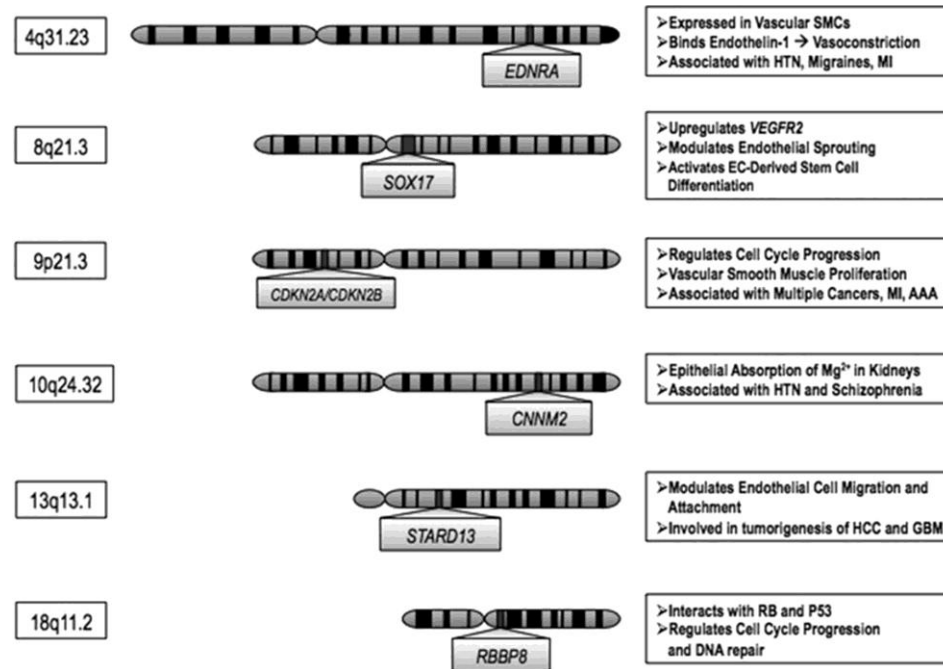 4q31.23
EDNRA
➢Expressed in Vascular SMCs
➢Binds Endothelin-1 → Vasoconstriction
➢Associated with HTN, Migraines, MI
8q21.3
SOX17
➢Upregulates VEGFR2
➢Modulates Endothelial Sprouting
➢Activates EC-Derived Stem Cell
Differentiation
9p21.3
CDKN2A/CDKN2B
➢Regulates Cell Cycle Progression
➢Vascular Smooth Muscle Proliferation
➢Associated with Multiple Cancers, MI, AAA
10q24.32
CNNM2
➢Epithelial Absorption of Mg²⁺ in Kidneys
➢Associated with HTN and Schizophrenia
13q13.1
STARD13
➢Modulates Endothelial Cell Migration and
Attachment
➢Involved in tumorigenesis of HCC and GBM
18q11.2
RBBP8
➢Interacts with RB and P53
➢Regulates Cell Cycle Progression
and DNA repair